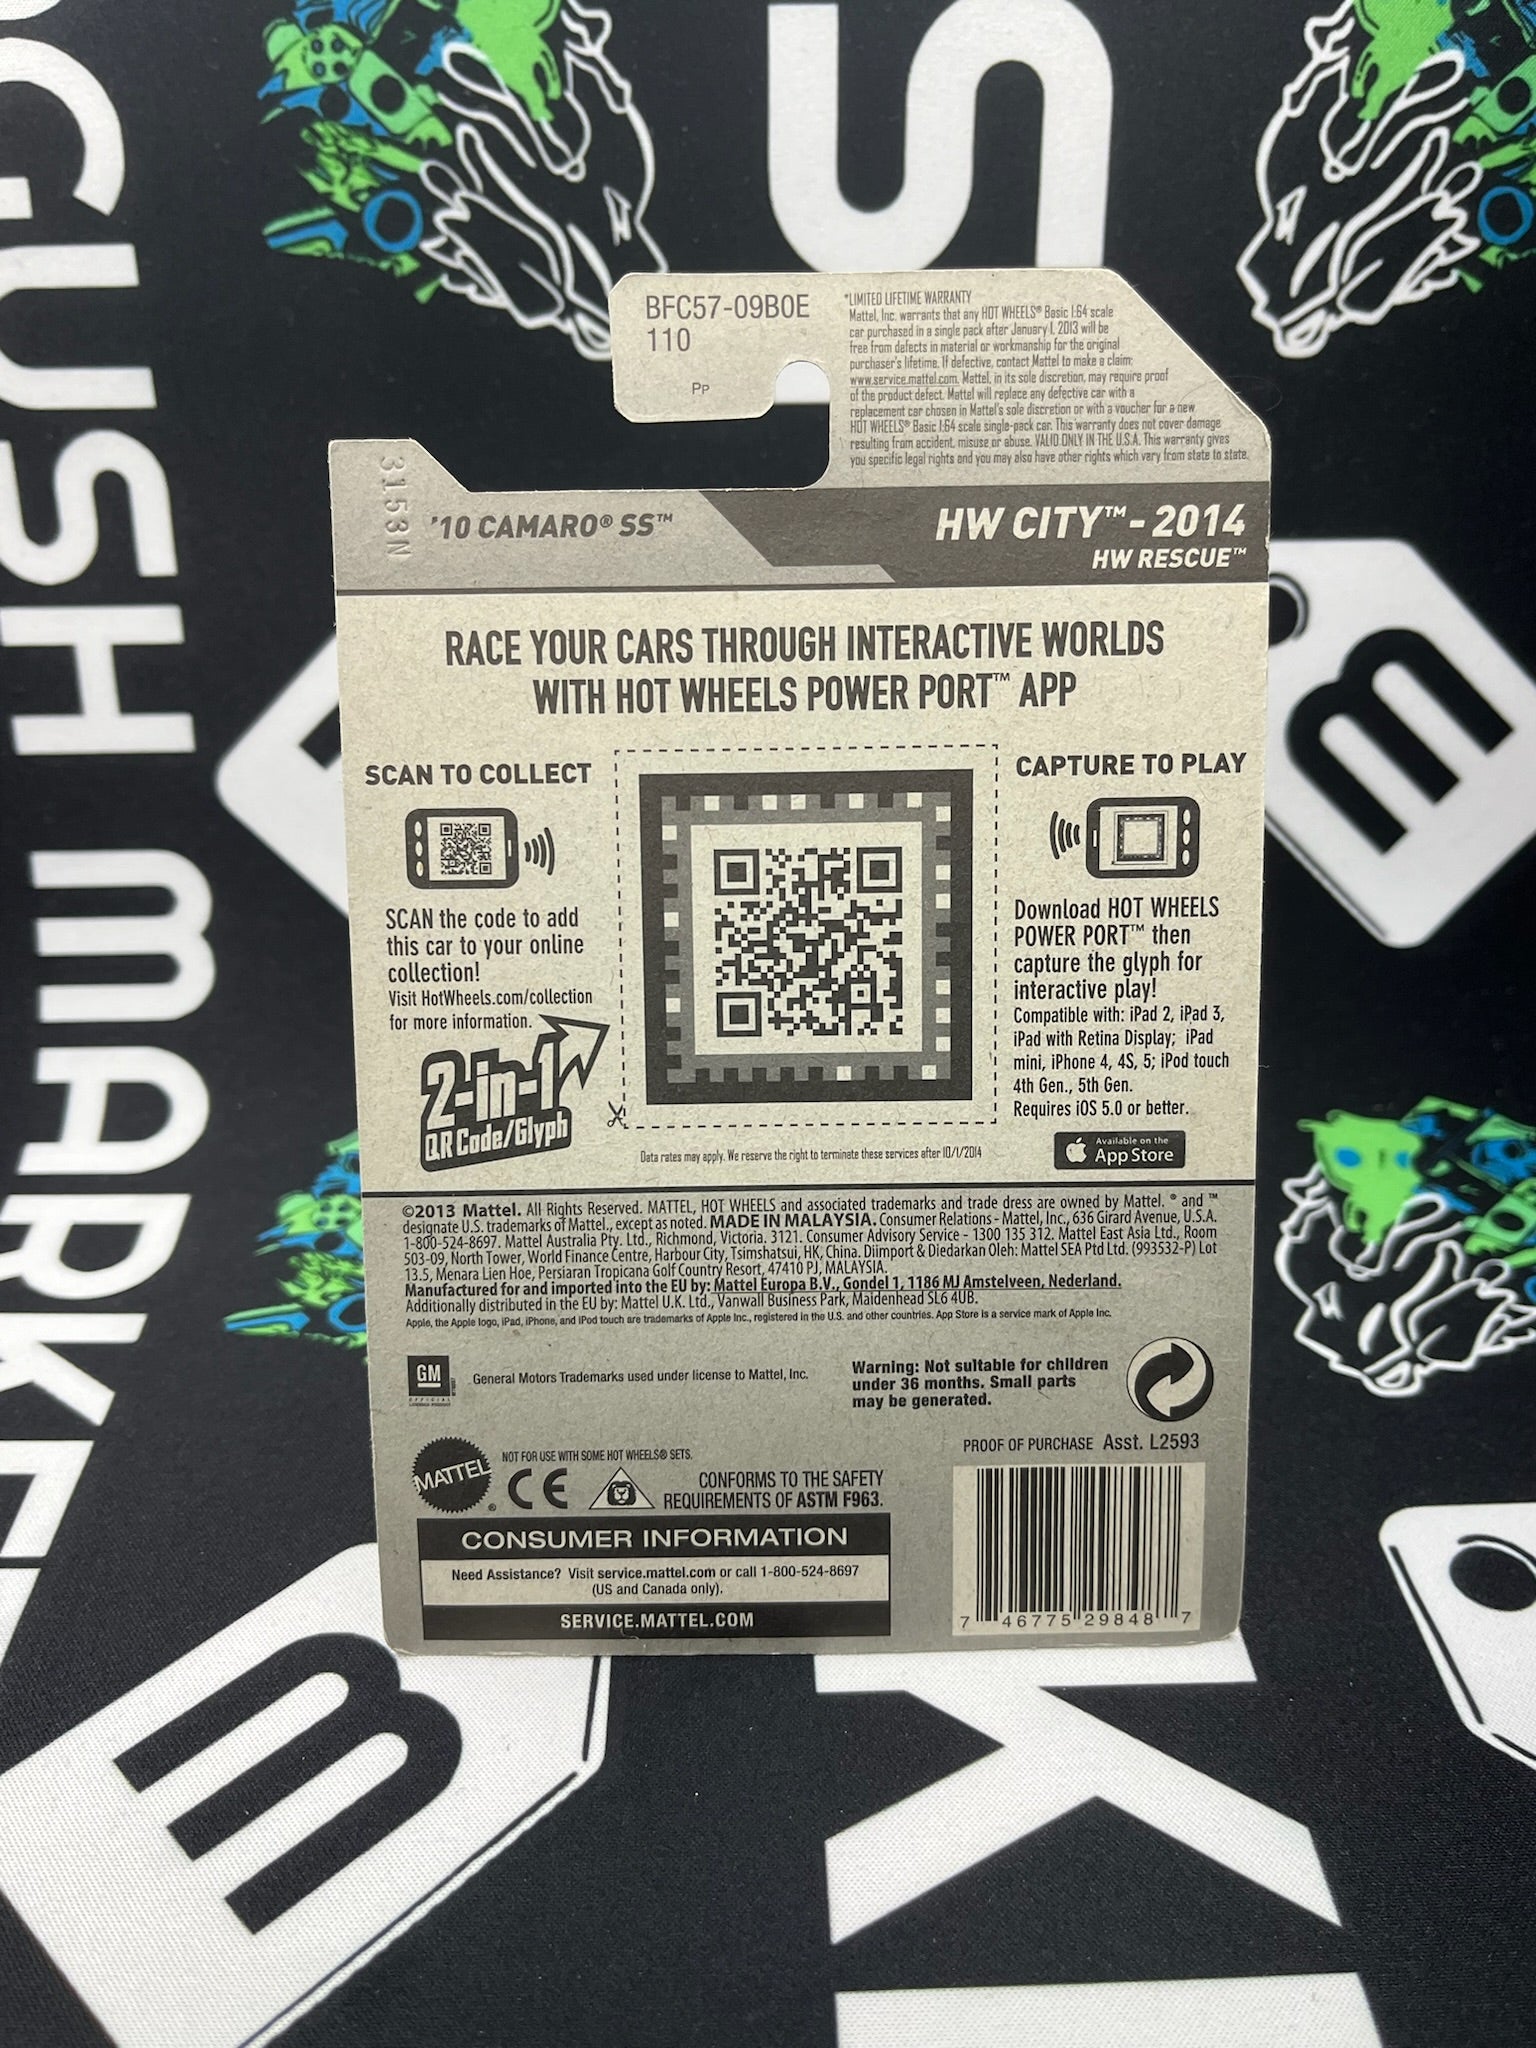 GUSH MARKE
S
BFC57-09B0E
110
PP
*LIMITED LIFETIME WARRANTY
Mattel, Inc. warrants that any HOT WHEELS® Basic 1:64 scale
car purchased in a single pack after January 1, 2013 will be
free from defects in material or workmanship for the original
purchaser's lifetime. If defective, contact Mattel to make a claim:
www.service.mattel.com. Mattel, in its sole discretion, may require proof
of the product defect. Mattel will replace any defective car with a
replacement car chosen in Mattel's sole discretion or with a voucher for a new
HOT WHEELS® Basic 1:64 scale single-pack car. This warranty does not cover damage
resulting from accident, misuse or abuse. VALID ONLY IN THE U.S.A. This warranty gives
you specific legal rights and you may also have other rights which vary from state to state.
3153N
'10 CAMARO® SS™
HW CITY™ - 2014
HW RESCUE™
RACE YOUR CARS THROUGH INTERACTIVE WORLDS
WITH HOT WHEELS POWER PORT™ APP
SCAN TO COLLECT
SCAN the code to add
this car to your online
collection!
Visit HotWheels.com/collection
for more information.
2-in-1
QR Code/Glyph
CAPTURE TO PLAY
Download HOT WHEELS
POWER PORT™ then
capture the glyph for
interactive play!
Compatible with: iPad 2, iPad 3,
iPad with Retina Display; iPad
mini, iPhone 4, 4S, 5; iPod touch
4th Gen., 5th Gen.
Requires iOS 5.0 or better.
Available on the
App Store
Data rates may apply. We reserve the right to terminate these services after 10/1/2014
©2013 Mattel. All Rights Reserved. MATTEL, HOT WHEELS and associated trademarks and trade dress are owned by Mattel. ® and ™
designate U.S. trademarks of Mattel., except as noted. MADE IN MALAYSIA. Consumer Relations - Mattel, Inc., 636 Girard Avenue, U.S.A.
1-800-524-8697. Mattel Australia Pty. Ltd., Richmond, Victoria. 3121. Consumer Advisory Service - 1300 135 312. Mattel East Asia Ltd., Room
503-09, North Tower, World Finance Centre, Harbour City, Tsimshatsui, HK, China. Diimport & Diedarkan Oleh: Mattel SEA Ptd Ltd. (993532-P) Lot
13.5, Menara Lien Hoe, Persiaran Tropicana Golf Country Resort, 47410 PJ, MALAYSIA.
Manufactured for and imported into the EU by: Mattel Europa B.V., Gondel 1, 1186 MJ Amstelveen, Nederland.
Additionally distributed in the EU by: Mattel U.K. Ltd., Vanwall Business Park, Maidenhead SL6 4UB.
Apple, the Apple logo, iPad, iPhone, and iPod touch are trademarks of Apple Inc., registered in the U.S. and other countries. App Store is a service mark of Apple Inc.
GM
General Motors Trademarks used under license to Mattel, Inc.
Warning: Not suitable for children
under 36 months. Small parts
may be generated.
PROOF OF PURCHASE Asst. L2593
MATTEL®
NOT FOR USE WITH SOME HOT WHEELS® SETS.
CE
CONFORMS TO THE SAFETY
REQUIREMENTS OF ASTM F963.
CONSUMER INFORMATION
Need Assistance? Visit service.mattel.com or call 1-800-524-8697
(US and Canada only).
SERVICE.MATTEL.COM
7 46775 29848 7